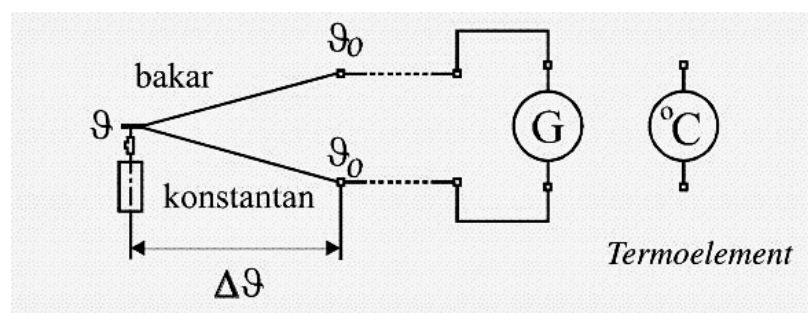 ϑ₀
bakar
ϑ
G
°C
ϑ₀
konstantan
Termoelement
Δϑ